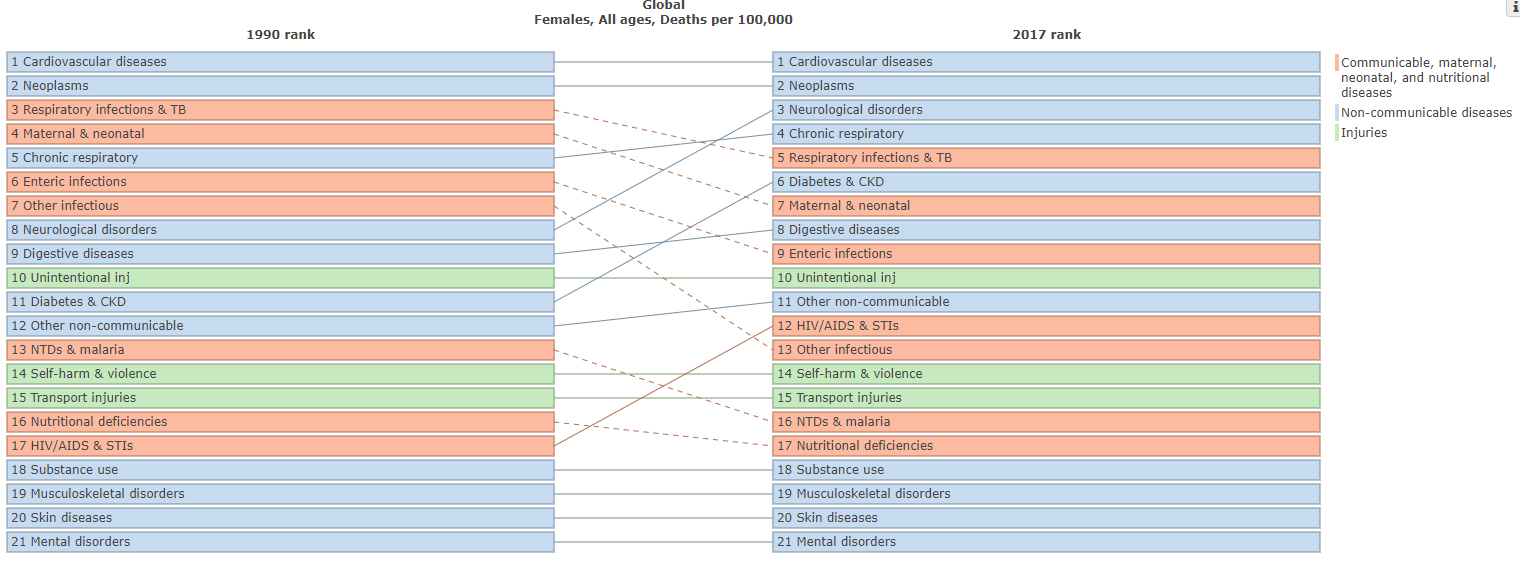 Global
Females, All ages, Deaths per 100,000
1990 rank
2017 rank
1 Cardiovascular diseases
2 Neoplasms
3 Respiratory infections & TB
4 Maternal & neonatal
5 Chronic respiratory
6 Enteric infections
7 Other infectious
8 Neurological disorders
9 Digestive diseases
10 Unintentional inj
11 Diabetes & CKD
12 Other non-communicable
13 NTDs & malaria
14 Self-harm & violence
15 Transport injuries
16 Nutritional deficiencies
17 HIV/AIDS & STIs
18 Substance use
19 Musculoskeletal disorders
20 Skin diseases
21 Mental disorders
1 Cardiovascular diseases
2 Neoplasms
3 Neurological disorders
4 Chronic respiratory
5 Respiratory infections & TB
6 Diabetes & CKD
7 Maternal & neonatal
8 Digestive diseases
9 Enteric infections
10 Unintentional inj
11 Other non-communicable
12 HIV/AIDS & STIs
13 Other infectious
14 Self-harm & violence
15 Transport injuries
16 NTDs & malaria
17 Nutritional deficiencies
18 Substance use
19 Musculoskeletal disorders
20 Skin diseases
21 Mental disorders
Communicable, maternal,
neonatal, and nutritional
diseases
Non-communicable diseases
Injuries
i